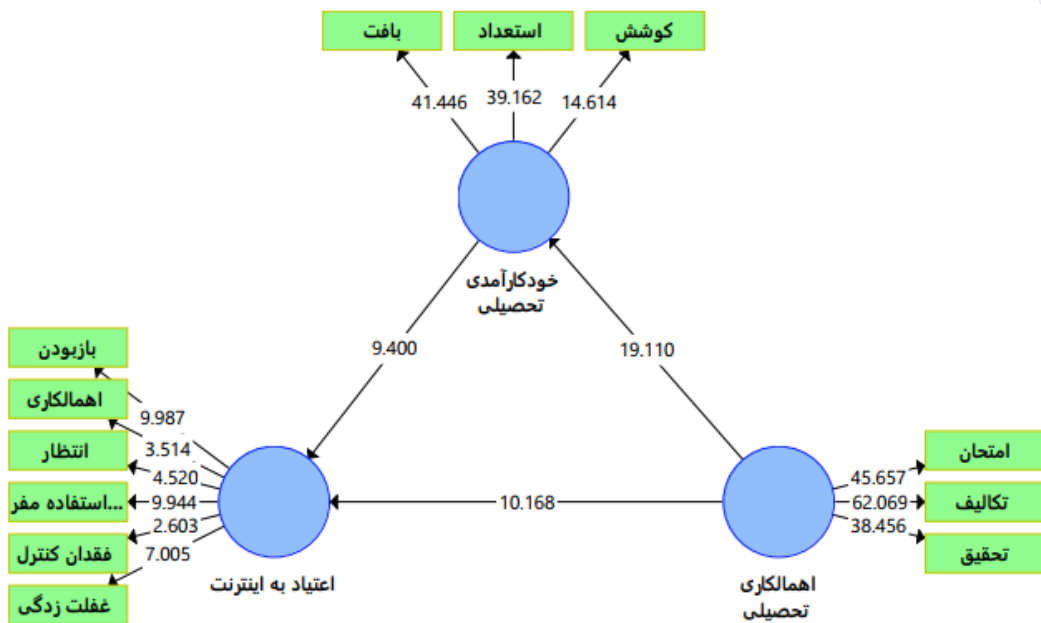 بافت
استعداد
کوشش
41.446
39.162
14.614
خودکارآمدی
تحصیلی
9.400
19.110
بازبودن
اهمالکاری
انتظار
استفاده مفر...
فقدان کنترل
غفلت زدگی
9.987
3.514
4.520
9.944
2.603
7.005
اعتیاد به اینترنت
10.168
امتحان
تکالیف
تحقیق
45.657
62.069
38.456
اهمالکاری
تحصیلی